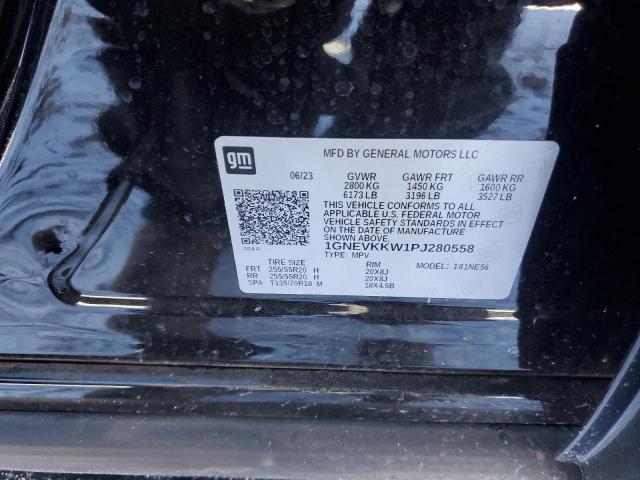 gm
MFD BY GENERAL MOTORS LLC
06/23 GVWR GAWR FRT GAWR RR
2800 KG 1450 KG 1600 KG
6173 LB 3196 LB 3527 LB
THIS VEHICLE CONFORMS TO ALL
APPLICABLE U.S. FEDERAL MOTOR
VEHICLE SAFETY STANDARDS IN EFFECT
ON THE DATE OF MANUFACTURE
SHOWN ABOVE.
384A 1GNEVKKW1PJ280558
TYPE: MPV
TIRE SIZE RIM MODEL: 1S1NE56
FRT 255/55R20 H 20X8J
RR 255/55R20 H 20X8J
SPA T135/70R18 M 18X4.5B